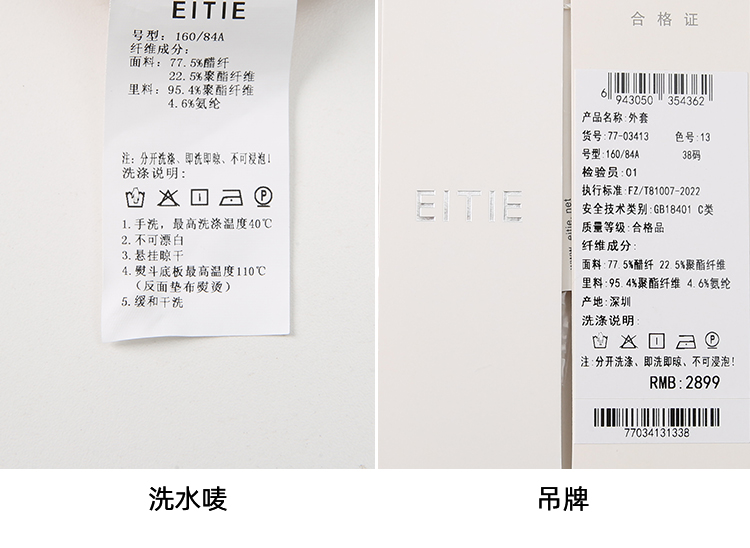 EITIE
号型: 160/84A
纤维成分:
面料: 77.5%醋纤
22.5%聚酯纤维
里料: 95.4%聚酯纤维
4.6%氨纶
注: 分开洗涤、即洗即晾、不可浸泡!
洗涤说明:
1.手洗,最高洗涤温度40℃
2.不可漂白
3.悬挂晾干
4.熨斗底板最高温度110℃
(反面垫布熨烫)
5.缓和干洗
洗水唛
EITIE
www.eitie.net
合格证
6 943050 354362
产品名称:外套
货号:77-03413 色号:13
号型:160/84A 38码
检验员:01
执行标准:FZ/T81007-2022
安全技术类别:GB18401 C类
质量等级:合格品
纤维成分:
面料:77.5%醋纤 22.5%聚酯纤维
里料:95.4%聚酯纤维 4.6%氨纶
产地:深圳
洗涤说明:
注:分开洗涤、即洗即晾、不可浸泡!
RMB:2899
77034131338
吊牌